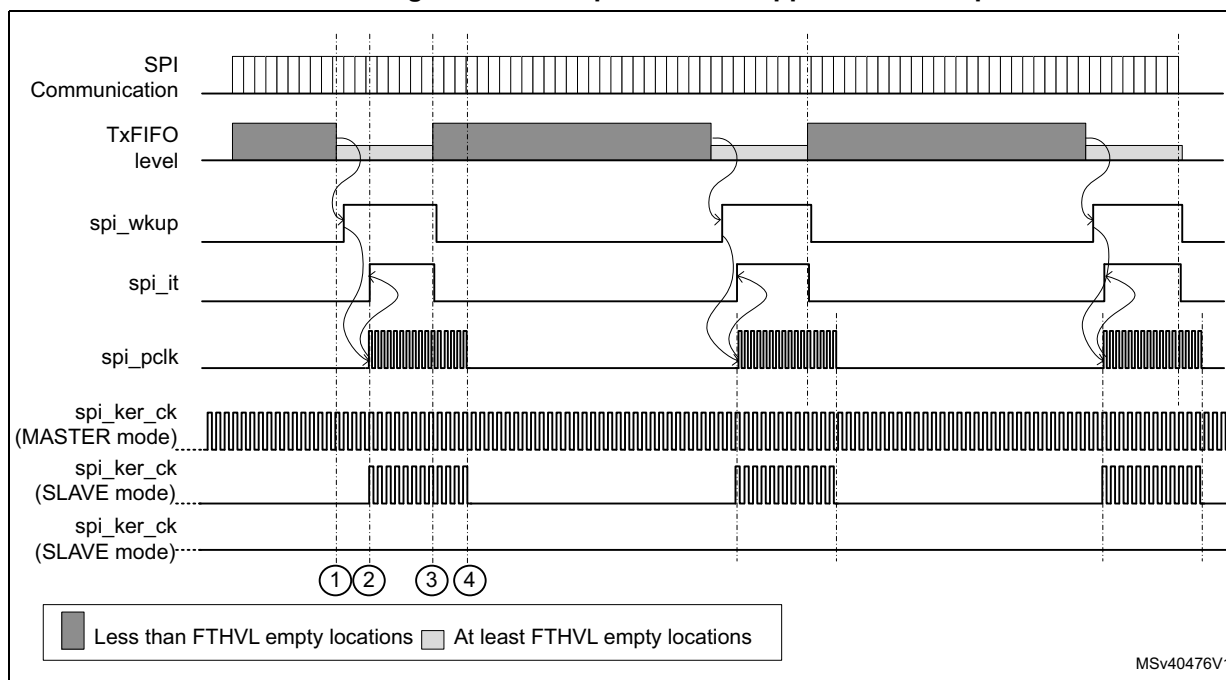 SPI
Communication
TxFIFO
level
spi_wkup
spi_it
spi_pclk
spi_ker_ck
(MASTER mode)
spi_ker_ck
(SLAVE mode)
spi_ker_ck
(SLAVE mode)
1 2 3 4
Less than FTHVL empty locations At least FTHVL empty locations
MSv40476V1